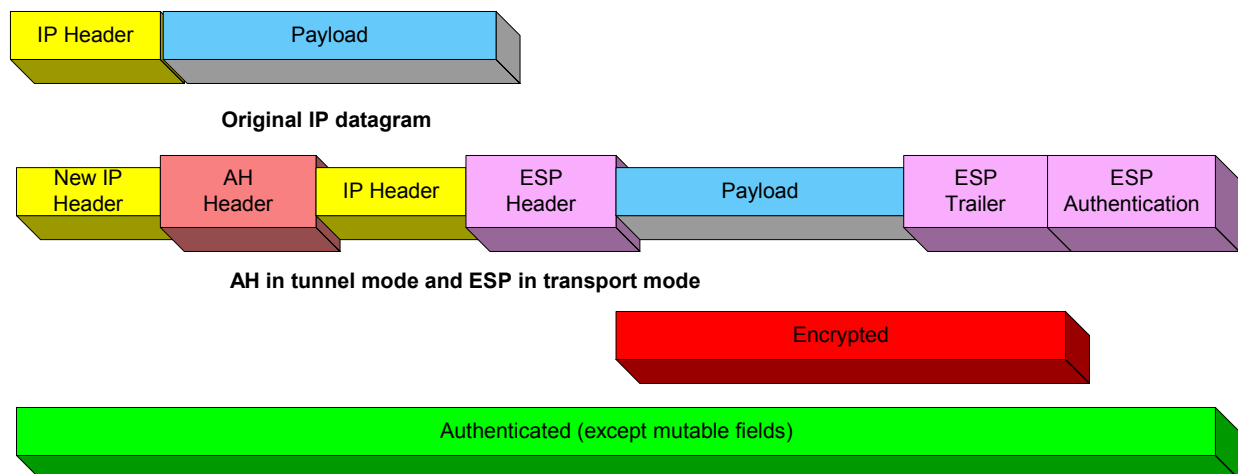 IP Header
Payload
Original IP datagram
New IP
Header
AH
Header
IP Header
ESP
Header
Payload
ESP
Trailer
ESP
Authentication
AH in tunnel mode and ESP in transport mode
Encrypted
Authenticated (except mutable fields)